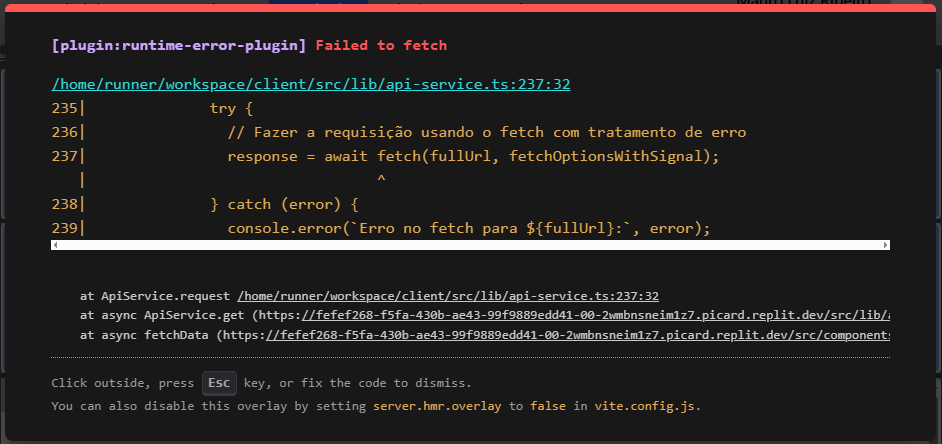 [plugin:runtime-error-plugin] Failed to fetch
/home/runner/workspace/client/src/lib/api-service.ts:237:32
235|             try {
236|               // Fazer a requisição usando o fetch com tratamento de erro
237|               response = await fetch(fullUrl, fetchOptionsWithSignal);
   |                                ^
238|             } catch (error) {
239|               console.error(`Erro no fetch para ${fullUrl}:`, error);
at ApiService.request /home/runner/workspace/client/src/lib/api-service.ts:237:32
at async ApiService.get (https://fefef268-f5fa-430b-ae43-99f9889edd41-00-2wmbnsneim1z7.picard.replit.dev/src/lib/
at async fetchData (https://fefef268-f5fa-430b-ae43-99f9889edd41-00-2wmbnsneim1z7.picard.replit.dev/src/components
Click outside, press Esc key, or fix the code to dismiss.
You can also disable this overlay by setting server.hmr.overlay to false in vite.config.js.